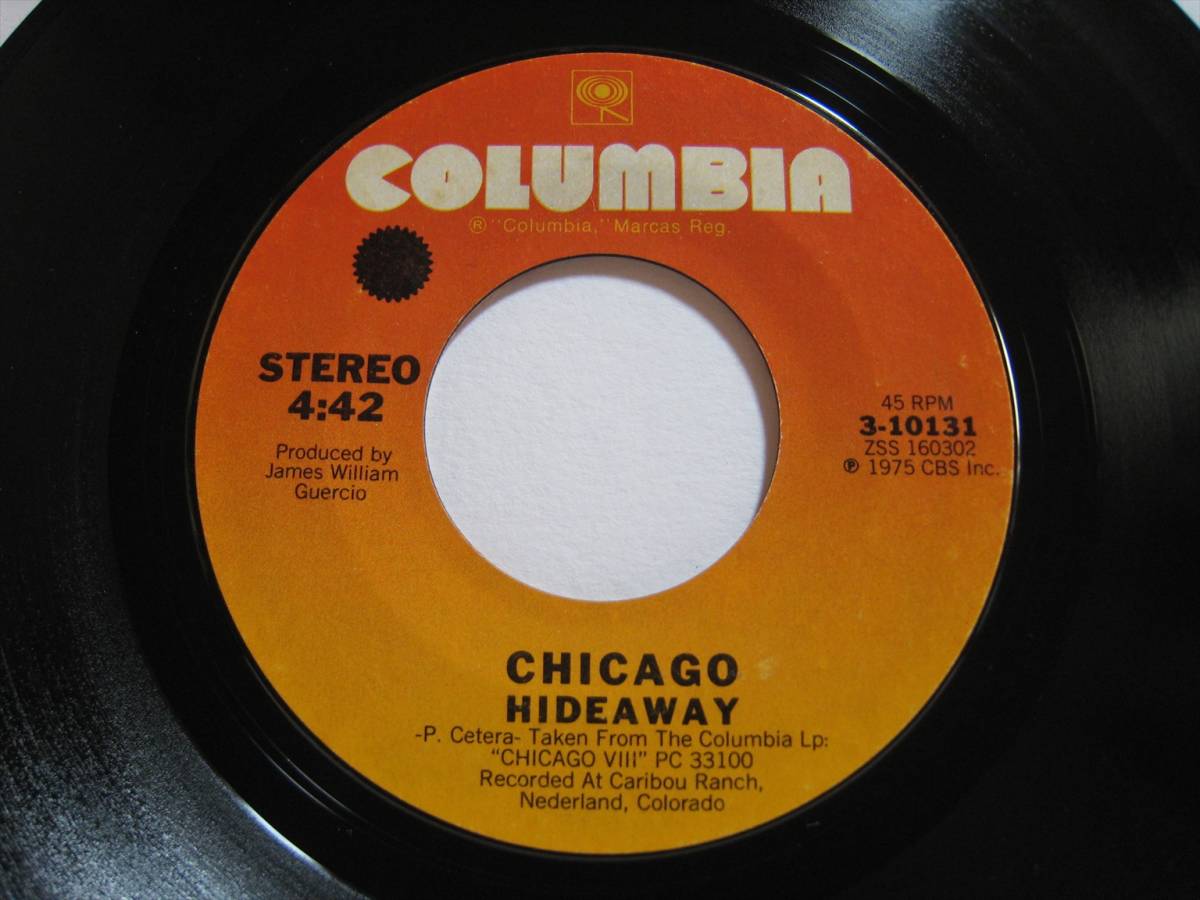 COLUMBIA
® "Columbia," Marcas Reg.
STEREO
4:42
Produced by
James William
Guercio
45 RPM
3-10131
ZSS 160302
℗ 1975 CBS Inc.
CHICAGO
HIDEAWAY
-P. Cetera- Taken From The Columbia Lp:
"CHICAGO VIII" PC 33100
Recorded At Caribou Ranch,
Nederland, Colorado